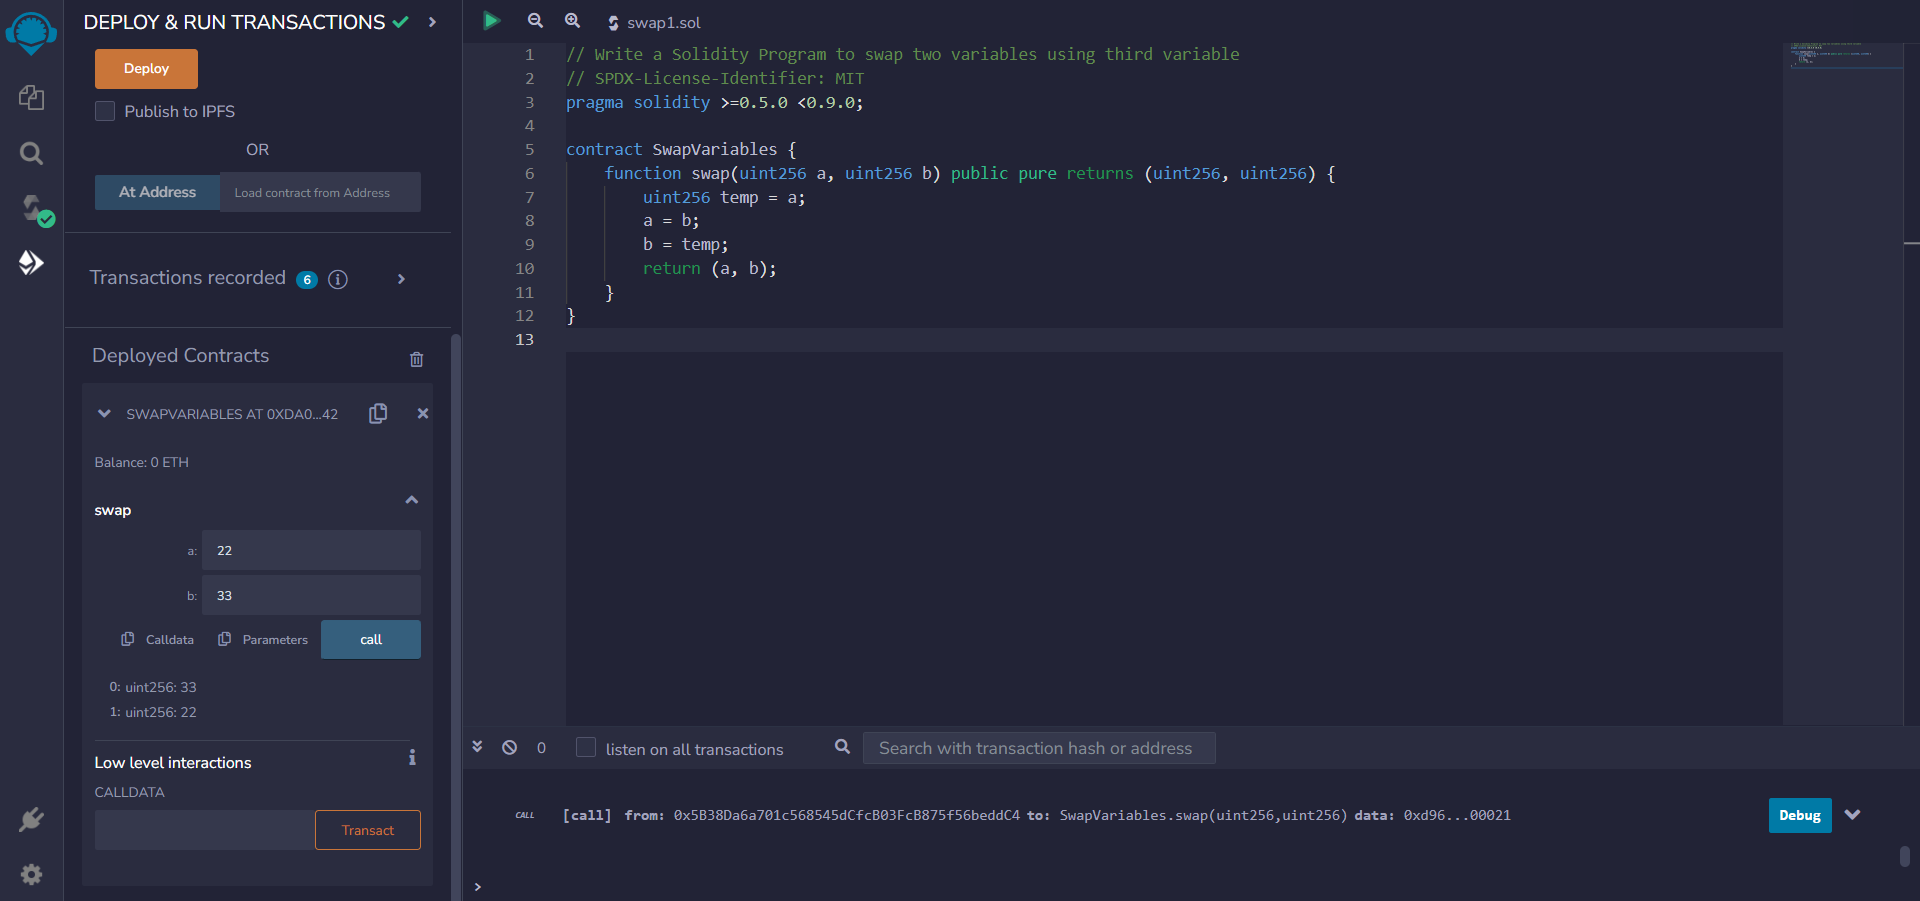 DEPLOY & RUN TRANSACTIONS
Deploy
Publish to IPFS
OR
At Address Load contract from Address
Transactions recorded 6
Deployed Contracts
SWAPVARIABLES AT 0XDA0...42
Balance: 0 ETH
swap
a: 22
b: 33
Calldata Parameters call
0: uint256: 33
1: uint256: 22
Low level interactions
CALLDATA
Transact
swap1.sol
1 // Write a Solidity Program to swap two variables using third variable
2 // SPDX-License-Identifier: MIT
3 pragma solidity >=0.5.0 <0.9.0;
4
5 contract SwapVariables {
6 function swap(uint256 a, uint256 b) public pure returns (uint256, uint256) {
7 uint256 temp = a;
8 a = b;
9 b = temp;
10 return (a, b);
11 }
12 }
13
0 listen on all transactions Search with transaction hash or address
CALL [call] from: 0x5B38Da6a701c568545dCfcB03FcB875f56beddC4 to: SwapVariables.swap(uint256,uint256) data: 0xd96...00021 Debug
>